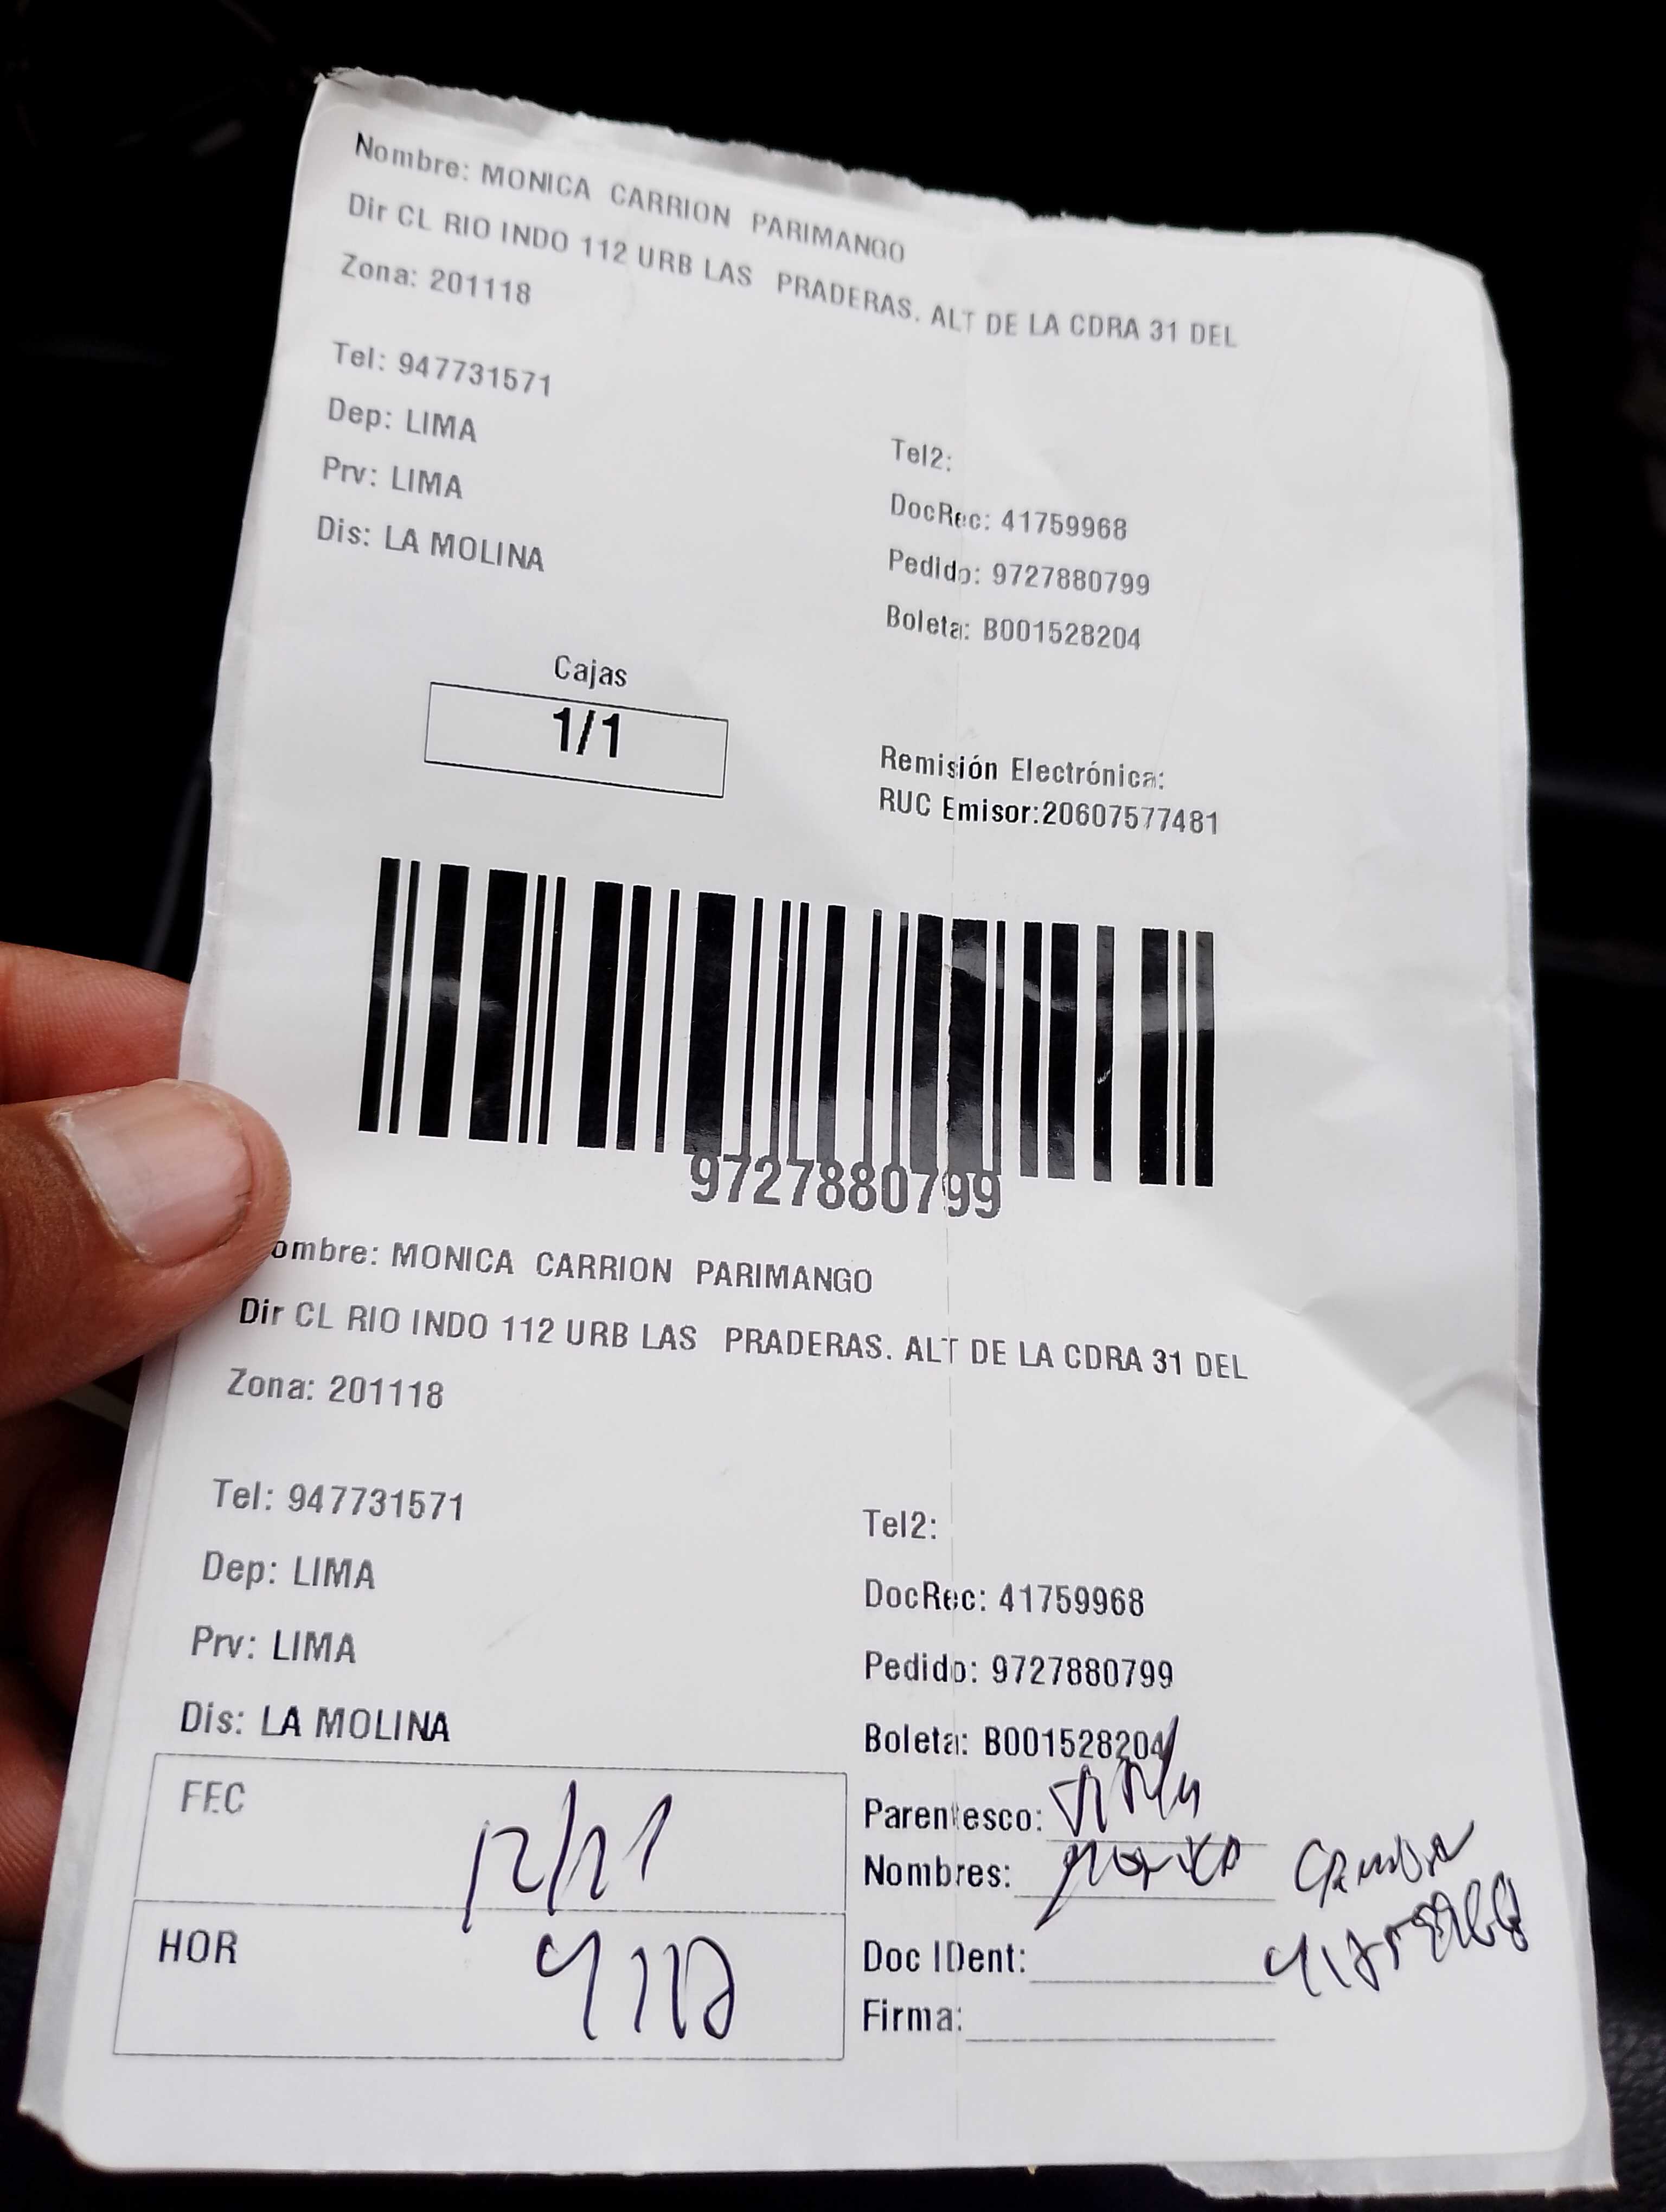 Nombre: MONICA CARRION PARIMANGO
Dir CL RIO INDO 112 URB LAS PRADERAS. ALT DE LA CDRA 31 DEL
Zona: 201118
Tel: 947731571
Dep: LIMA
Prv: LIMA
Dis: LA MOLINA
Tel2:
DocRec: 41759968
Pedido: 9727880799
Boleta: B001528204
Cajas
1/1
Remisión Electrónica:
RUC Emisor:20607577481
9727880799
ombre: MONICA CARRION PARIMANGO
Dir CL RIO INDO 112 URB LAS PRADERAS. ALT DE LA CDRA 31 DEL
Zona: 201118
Tel: 947731571
Dep: LIMA
Prv: LIMA
Dis: LA MOLINA
Tel2:
DocRec: 41759968
Pedido: 9727880799
Boleta: B001528204
FEC
HOR
Parentesco:
Nombres:
Doc IDent:
Firma: